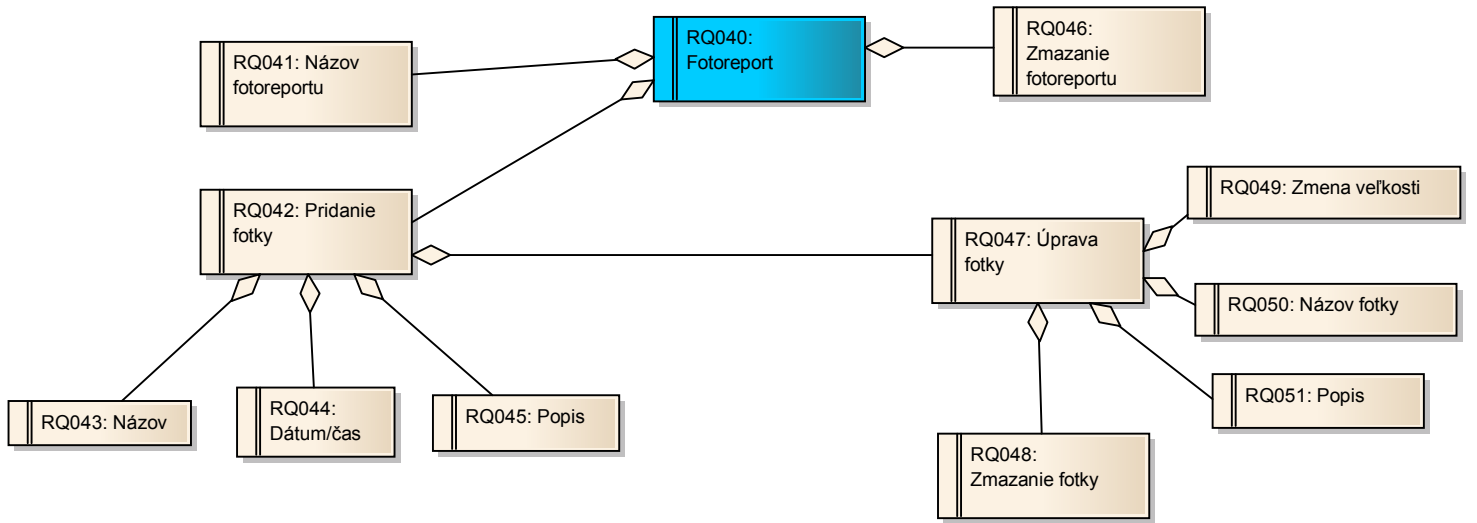 RQ040:
Fotoreport
RQ046:
Zmazanie
fotoreportu
RQ041: Názov
fotoreportu
RQ042: Pridanie
fotky
RQ049: Zmena veľkosti
RQ047: Úprava
fotky
RQ050: Názov fotky
RQ043: Názov
RQ044:
Dátum/čas
RQ045: Popis
RQ051: Popis
RQ048:
Zmazanie fotky